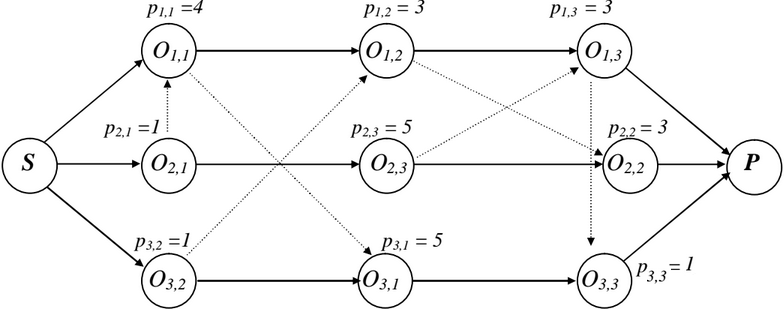 p1,1 =4 p1,2 = 3 p1,3 = 3
O1,1 O1,2 O1,3
p2,1 =1 p2,3 = 5 p2,2 = 3
S O2,1 O2,3 O2,2 P
p3,2 =1 p3,1 = 5
O3,2 O3,1 O3,3 p3,3= 1